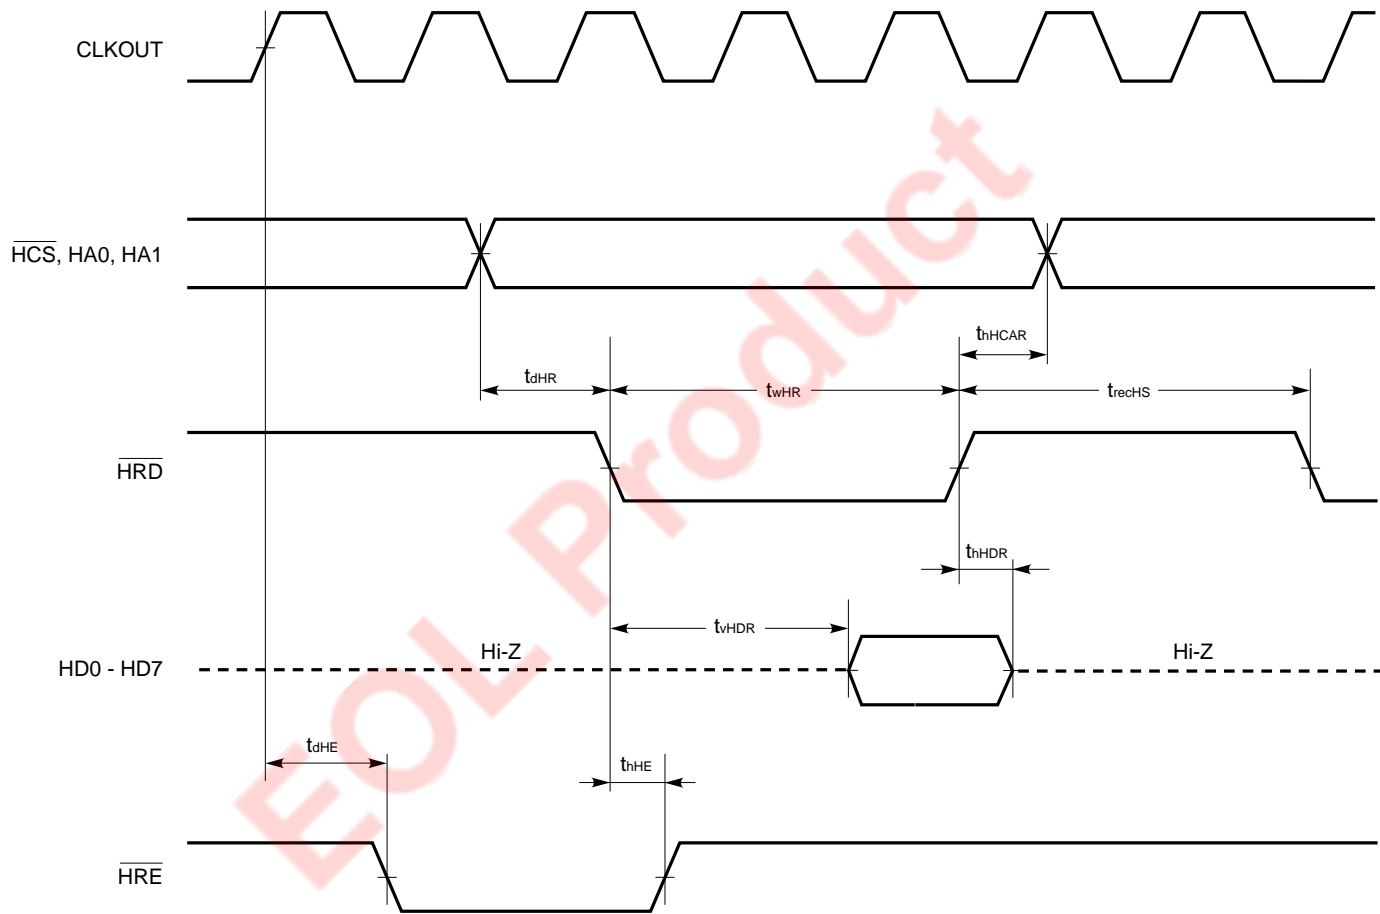 CLKOUT
HCS, HA0, HA1
thHCAR
tdHR
twHR
trecHS
HRD
thHDR
tvHDR
Hi-Z
Hi-Z
HD0 - HD7
tdHE
thHE
HRE
EOL Product